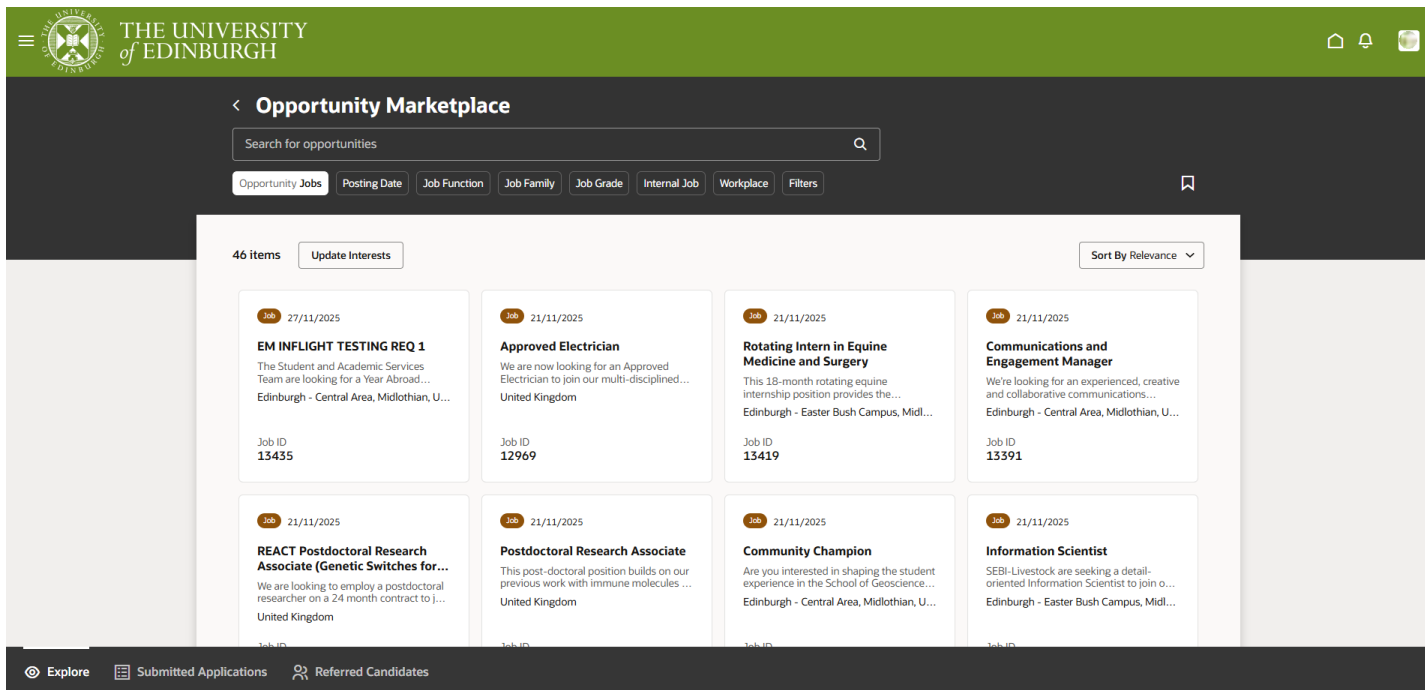 THE UNIVERSITY
of EDINBURGH
Opportunity Marketplace
Search for opportunities
Opportunity Jobs Posting Date Job Function Job Family Job Grade Internal Job Workplace Filters
46 items Update Interests Sort By Relevance
Job 27/11/2025
EM INFLIGHT TESTING REQ 1
The Student and Academic Services
Team are looking for a Year Abroad...
Edinburgh - Central Area, Midlothian, U...
Job ID
13435
Job 21/11/2025
Approved Electrician
We are now looking for an Approved
Electrician to join our multi-disciplined...
United Kingdom
Job ID
12969
Job 21/11/2025
Rotating Intern in Equine
Medicine and Surgery
This 18-month rotating equine
internship position provides the...
Edinburgh - Easter Bush Campus, Midl...
Job ID
13419
Job 21/11/2025
Communications and
Engagement Manager
We're looking for an experienced, creative
and collaborative communications...
Edinburgh - Central Area, Midlothian, U...
Job ID
13391
Job 21/11/2025
REACT Postdoctoral Research
Associate (Genetic Switches for...
We are looking to employ a postdoctoral
researcher on a 24 month contract to j...
United Kingdom
Job ID
Job 21/11/2025
Postdoctoral Research Associate
This post-doctoral position builds on our
previous work with immune molecules ...
United Kingdom
Job ID
Job 21/11/2025
Community Champion
Are you interested in shaping the student
experience in the School of Geoscience...
Edinburgh - Central Area, Midlothian, U...
Job ID
Job 21/11/2025
Information Scientist
SEBI-Livestock are seeking a detail-
oriented Information Scientist to join o...
Edinburgh - Easter Bush Campus, Midl...
Job ID
Explore Submitted Applications Referred Candidates